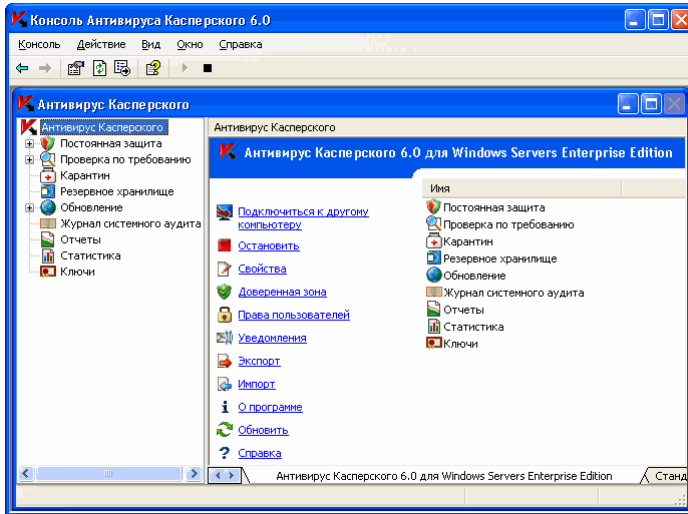 Консоль Антивируса Касперского 6.0
Консоль Действие Вид Окно Справка
Антивирус Касперского
Антивирус Касперского
Постоянная защита
Проверка по требованию
Карантин
Резервное хранилище
Обновление
Журнал системного аудита
Отчеты
Статистика
Ключи
Антивирус Касперского
Антивирус Касперского 6.0 для Windows Servers Enterprise Edition
Подключиться к другому
компьютеру
Остановить
Свойства
Доверенная зона
Права пользователей
Уведомления
Экспорт
Импорт
О программе
Обновить
Справка
Имя
Постоянная защита
Проверка по требованию
Карантин
Резервное хранилище
Обновление
Журнал системного аудита
Отчеты
Статистика
Ключи
Антивирус Касперского 6.0 для Windows Servers Enterprise Edition
Станд